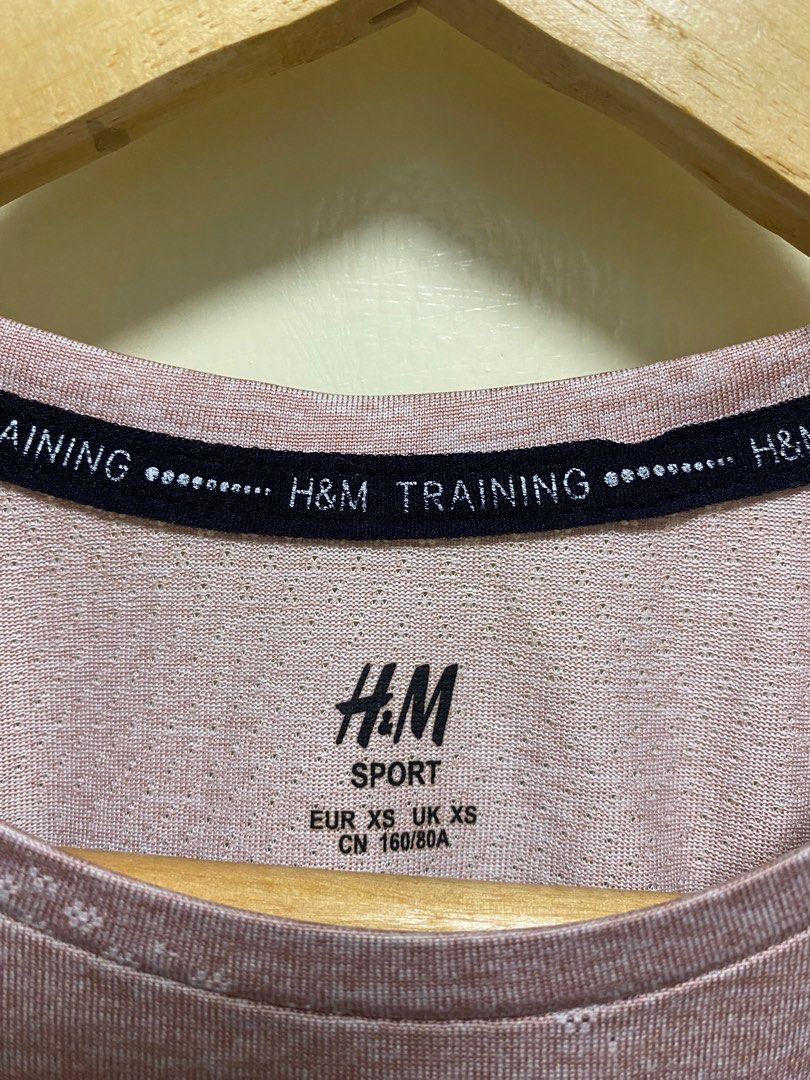 AINING H&M TRAINING H&M
H&M
SPORT
EUR XS UK XS
CN 160/80A